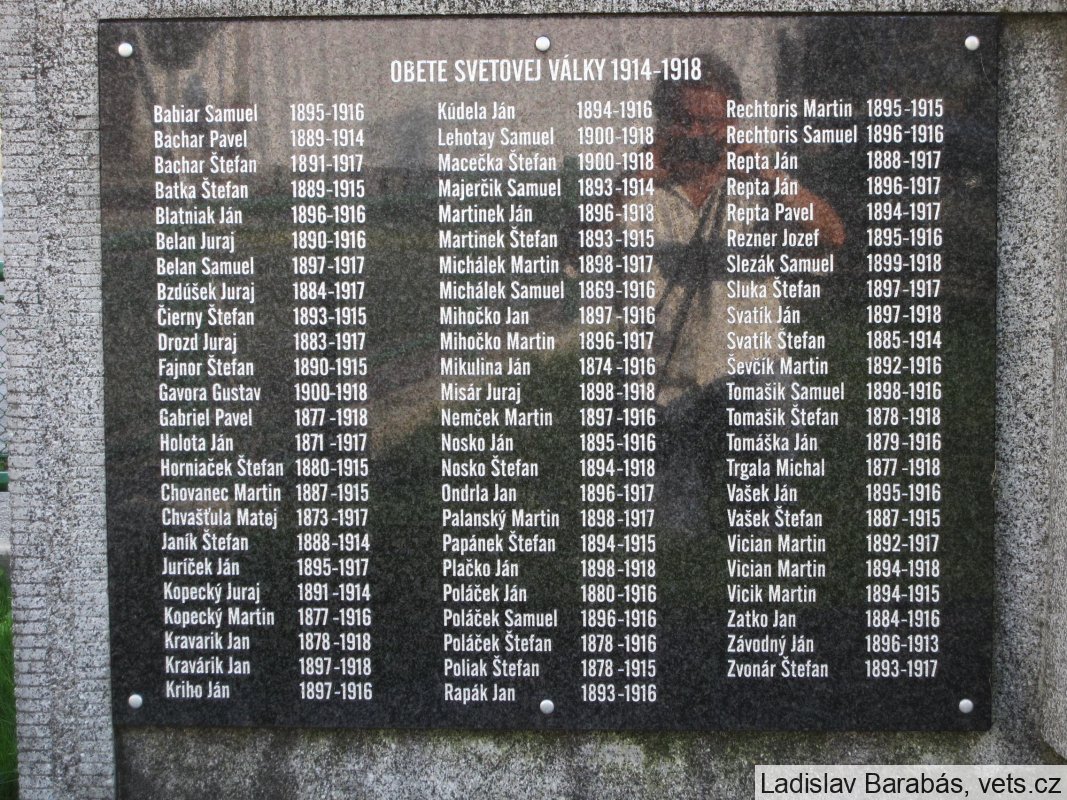 OBETE SVETOVEJ VÁLKY 1914-1918
Babiar Samuel 1895-1916
Bachar Pavel 1889-1914
Bachar Štefan 1891-1917
Batka Štefan 1889-1915
Blatniak Ján 1896-1916
Belan Juraj 1890-1916
Belan Samuel 1897-1917
Bzdúšek Juraj 1884-1917
Čierny Štefan 1893-1915
Drozd Juraj 1883-1917
Fajnor Štefan 1890-1915
Gavora Gustav 1900-1918
Gabriel Pavel 1877-1918
Holota Ján 1871-1917
Horniaček Štefan 1880-1915
Chovanec Martin 1887-1915
Chvašťula Matej 1873-1917
Janík Štefan 1888-1914
Juríček Ján 1895-1917
Kopecký Juraj 1891-1914
Kopecký Martin 1877-1916
Kravarik Jan 1878-1918
Kravárik Jan 1897-1918
Kriho Ján 1897-1916
Kúdela Ján 1894-1916
Lehotay Samuel 1900-1918
Macečka Štefan 1900-1918
Majerčik Samuel 1893-1914
Martinek Ján 1896-1918
Martinek Štefan 1893-1915
Michálek Martin 1898-1917
Michálek Samuel 1869-1916
Mihočko Jan 1897-1916
Mihočko Martin 1896-1917
Mikulina Ján 1874-1916
Misár Juraj 1898-1918
Nemček Martin 1897-1916
Nosko Ján 1895-1916
Nosko Štefan 1894-1918
Ondrla Jan 1896-1917
Palanský Martin 1898-1917
Papánek Štefan 1894-1915
Plačko Ján 1898-1918
Poláček Ján 1880-1916
Poláček Samuel 1896-1916
Poláček Štefan 1878-1916
Poliak Štefan 1878-1915
Rapák Jan 1893-1916
Rechtoris Martin 1895-1915
Rechtoris Samuel 1896-1916
Repta Ján 1888-1917
Repta Ján 1896-1917
Repta Pavel 1894-1917
Rezner Jozef 1895-1916
Slezák Samuel 1899-1918
Sluka Štefan 1897-1917
Svatík Ján 1897-1918
Svatík Štefan 1885-1914
Ševčík Martin 1892-1916
Tomašik Samuel 1898-1916
Tomašik Štefan 1878-1918
Tomáška Ján 1879-1916
Trgala Michal 1877-1918
Vašek Ján 1895-1916
Vašek Štefan 1887-1915
Vician Martin 1892-1917
Vician Martin 1894-1918
Vicik Martin 1894-1915
Zatko Jan 1884-1916
Závodný Ján 1896-1913
Zvonár Štefan 1893-1917
Ladislav Barabás, vets.cz